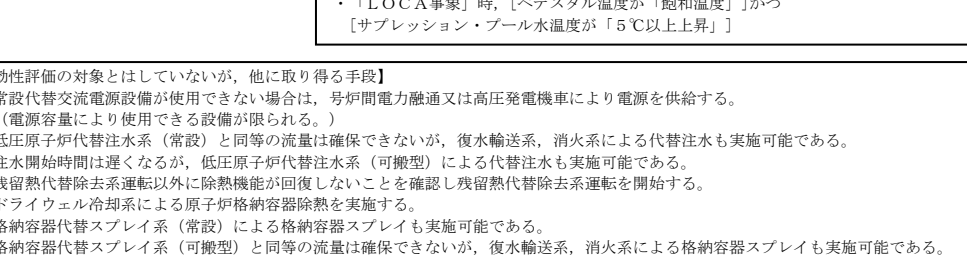 ・「LOCA事象」時，[ペデスタル温度が「飽和温度」]かつ
[サプレッション・プール水温度が「５℃以上上昇」]
効性評価の対象とはしていないが，他に取り得る手段】
常設代替交流電源設備が使用できない場合は，号炉間電力融通又は高圧発電機車により電源を供給する。
（電源容量により使用できる設備が限られる。）
低圧原子炉代替注水系（常設）と同等の流量は確保できないが，復水輸送系，消火系による代替注水も実施可能である。
注水開始時間は遅くなるが，低圧原子炉代替注水系（可搬型）による代替注水も実施可能である。
残留熱代替除去系運転以外に除熱機能が回復しないことを確認し残留熱代替除去系運転を開始する。
ドライウェル冷却系による原子炉格納容器除熱を実施する。
格納容器代替スプレイ系（常設）による格納容器スプレイも実施可能である。
格納容器代替スプレイ系（可搬型）と同等の流量は確保できないが，復水輸送系，消火系による格納容器スプレイも実施可能である。